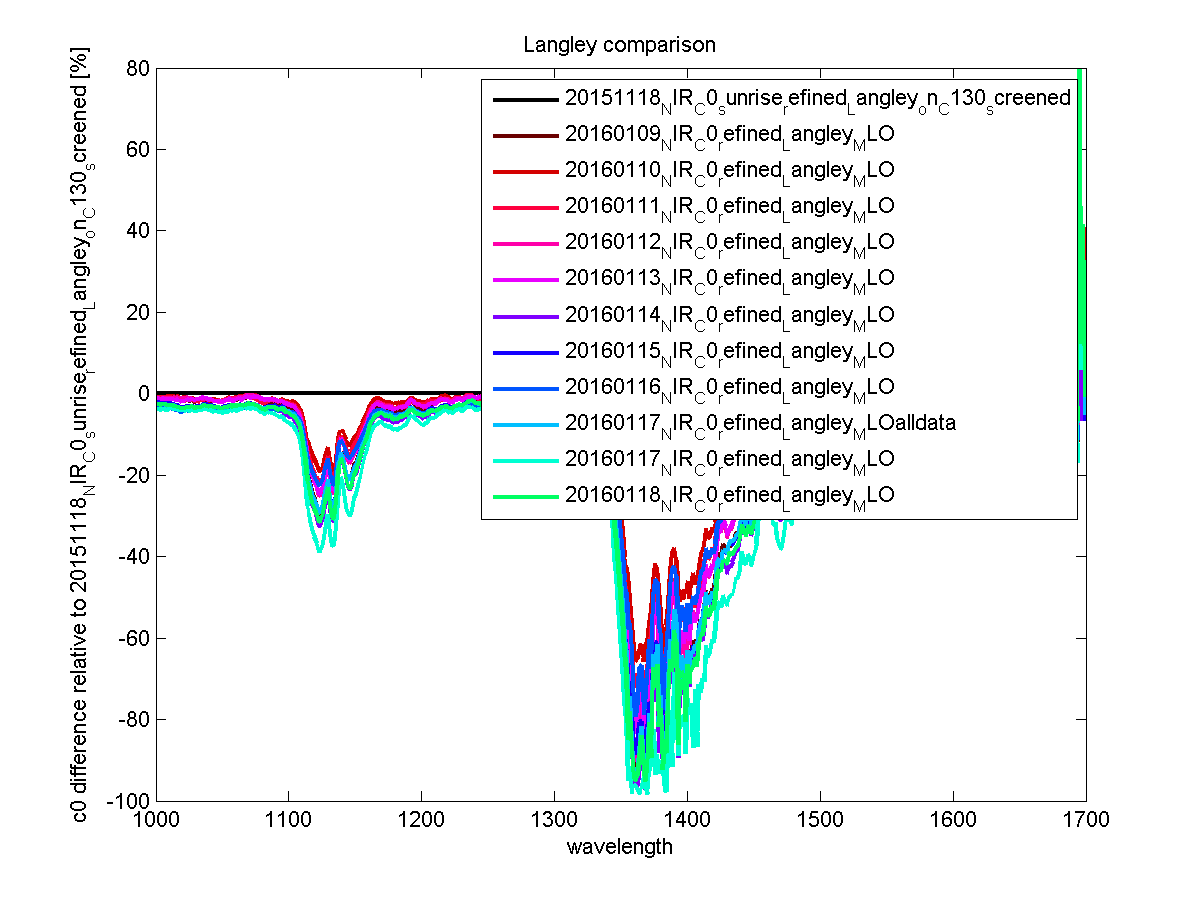 Langley comparison
c0 difference relative to 20151118_NIR_C0_sunrise_refined_Langley_on_C130_screened [%]
80
60
40
20
0
-20
-40
-60
-80
-100
20151118_NIR_C0_sunrise_refined_Langley_on_C130_screened
20160109_NIR_C0_refined_Langley_MLO
20160110_NIR_C0_refined_Langley_MLO
20160111_NIR_C0_refined_Langley_MLO
20160112_NIR_C0_refined_Langley_MLO
20160113_NIR_C0_refined_Langley_MLO
20160114_NIR_C0_refined_Langley_MLO
20160115_NIR_C0_refined_Langley_MLO
20160116_NIR_C0_refined_Langley_MLO
20160117_NIR_C0_refined_Langley_MLOalldata
20160117_NIR_C0_refined_Langley_MLO
20160118_NIR_C0_refined_Langley_MLO
1000 1100 1200 1300 1400 1500 1600 1700
wavelength